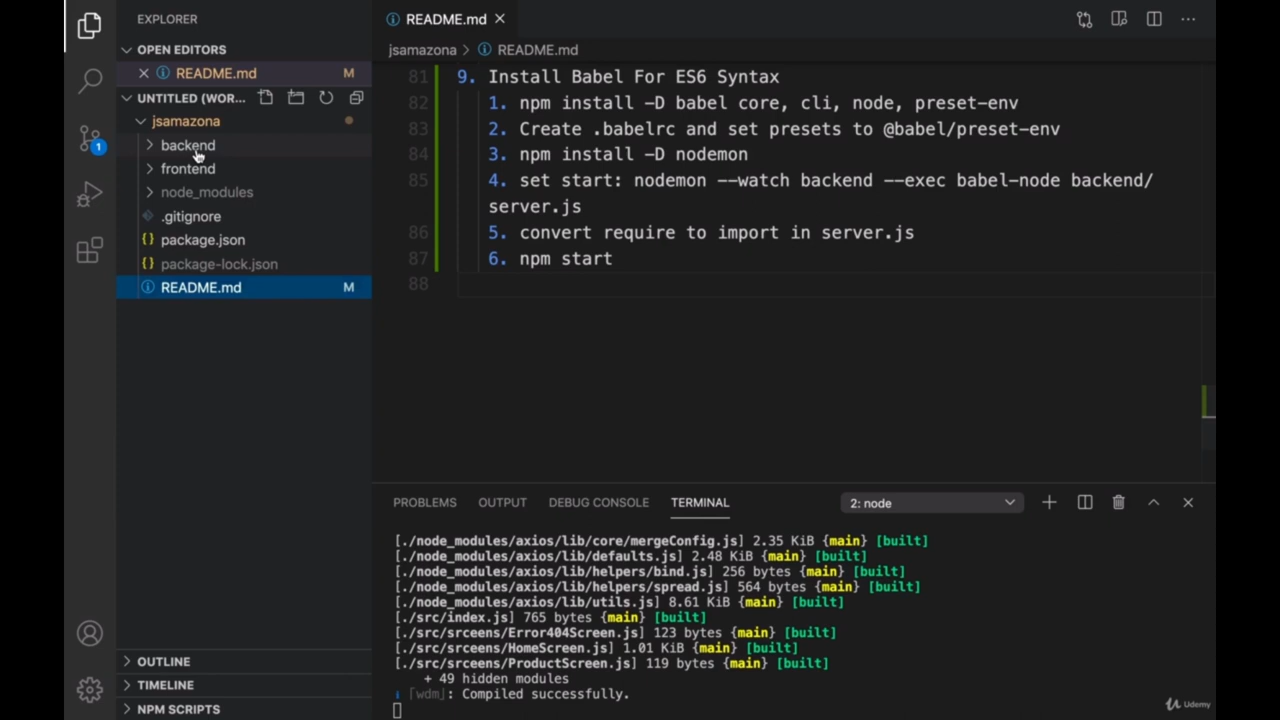 EXPLORER
OPEN EDITORS
README.md M
UNTITLED (WOR...
jsamazona
backend
frontend
node_modules
.gitignore
package.json
package-lock.json
README.md M
OUTLINE
TIMELINE
NPM SCRIPTS
1
README.md
jsamazona > README.md
81 9. Install Babel For ES6 Syntax
82 1. npm install -D babel core, cli, node, preset-env
83 2. Create .babelrc and set presets to @babel/preset-env
84 3. npm install -D nodemon
85 4. set start: nodemon --watch backend --exec babel-node backend/
server.js
86 5. convert require to import in server.js
87 6. npm start
88
PROBLEMS OUTPUT DEBUG CONSOLE TERMINAL 2: node
[./node_modules/axios/lib/core/mergeConfig.js] 2.35 KiB {main} [built]
[./node_modules/axios/lib/defaults.js] 2.48 KiB {main} [built]
[./node_modules/axios/lib/helpers/bind.js] 256 bytes {main} [built]
[./node_modules/axios/lib/helpers/spread.js] 564 bytes {main} [built]
[./node_modules/axios/lib/utils.js] 8.61 KiB {main} [built]
[./src/index.js] 765 bytes {main} [built]
[./src/srceens/Error404Screen.js] 123 bytes {main} [built]
[./src/srceens/HomeScreen.js] 1.01 KiB {main} [built]
[./src/srceens/ProductScreen.js] 119 bytes {main} [built]
+ 49 hidden modules
i ⌈wdm⌋: Compiled successfully.
Udemy